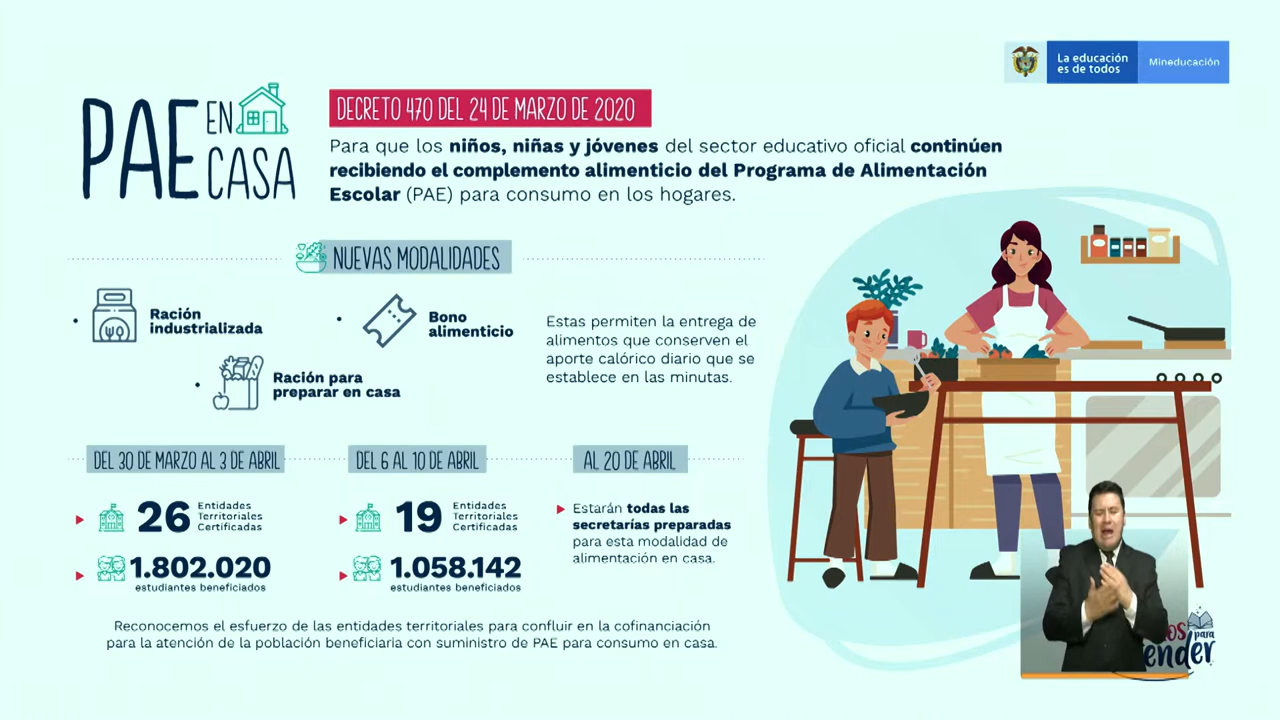 La educación
es de todos
Mineducación
PAE EN
CASA
DECRETO 470 DEL 24 DE MARZO DE 2020
Para que los niños, niñas y jóvenes del sector educativo oficial continúen
recibiendo el complemento alimenticio del Programa de Alimentación
Escolar (PAE) para consumo en los hogares.
NUEVAS MODALIDADES
Ración
industrializada
Bono
alimenticio
Ración para
preparar en casa
Estas permiten la entrega de
alimentos que conserven el
aporte calórico diario que se
establece en las minutas.
DEL 30 DE MARZO AL 3 DE ABRIL
26 Entidades
Territoriales
Certificadas
1.802.020
estudiantes beneficiados
DEL 6 AL 10 DE ABRIL
19 Entidades
Territoriales
Certificadas
1.058.142
estudiantes beneficiados
AL 20 DE ABRIL
Estarán todas las
secretarías preparadas
para esta modalidad de
alimentación en casa.
Reconocemos el esfuerzo de las entidades territoriales para confluir en la cofinanciación
para la atención de la población beneficiaria con suministro de PAE para consumo en casa.
para